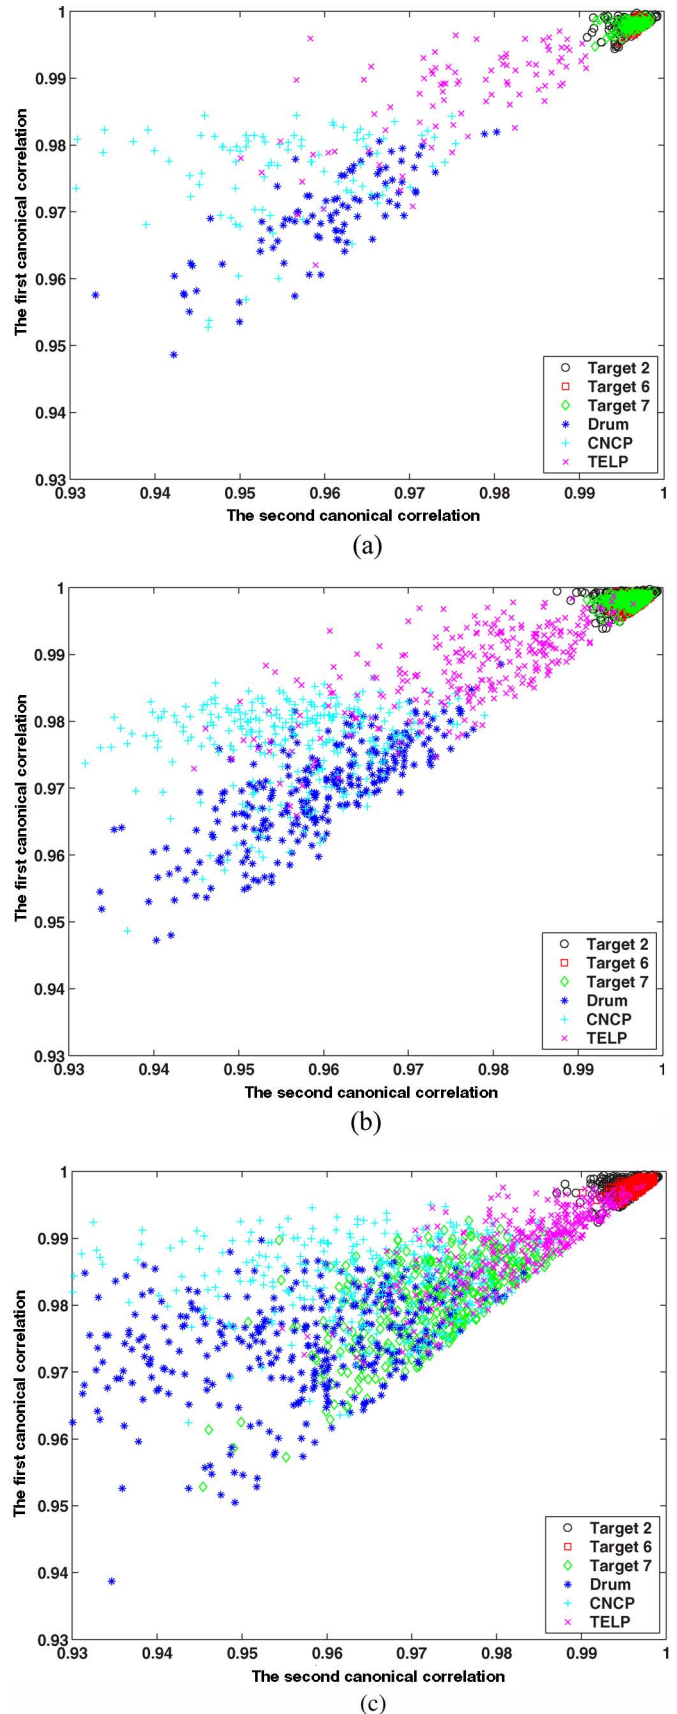 1
0.99
0.98
0.97
0.96
0.95
0.94
0.93
The first canonical correlation
Target 2
Target 6
Target 7
Drum
CNCP
TELP
0.93 0.94 0.95 0.96 0.97 0.98 0.99 1
The second canonical correlation
(a)
1
0.99
0.98
0.97
0.96
0.95
0.94
0.93
The first canonical correlation
Target 2
Target 6
Target 7
Drum
CNCP
TELP
0.93 0.94 0.95 0.96 0.97 0.98 0.99 1
The second canonical correlation
(b)
1
0.99
0.98
0.97
0.96
0.95
0.94
0.93
The first canonical correlation
Target 2
Target 6
Target 7
Drum
CNCP
TELP
0.93 0.94 0.95 0.96 0.97 0.98 0.99 1
The second canonical correlation
(c)